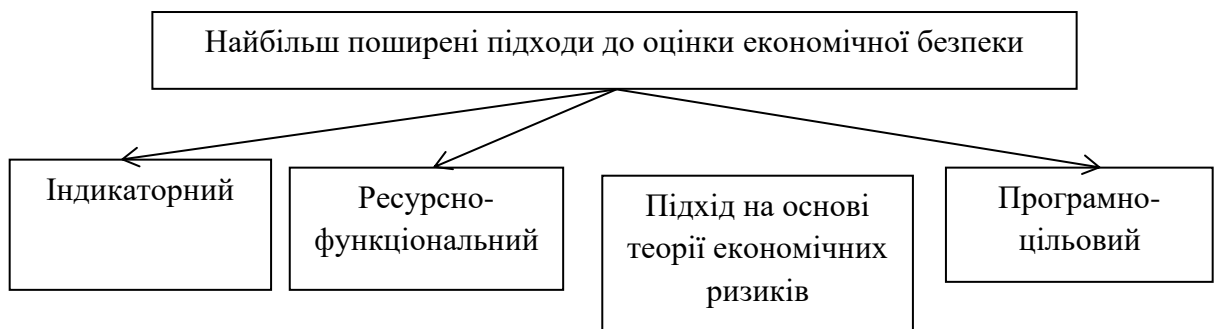 Найбільш поширені підходи до оцінки економічної безпеки
Індикаторний
Ресурсно-
функціональний
Підхід на основі
теорії економічних
ризиків
Програмно-
цільовий